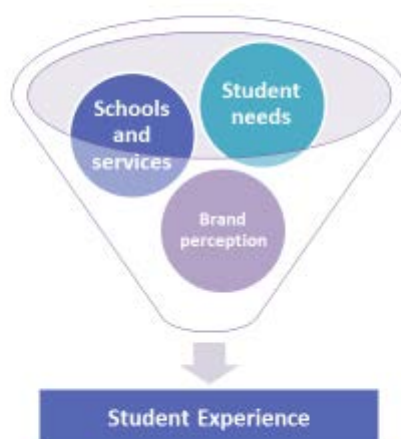 Schools
and
services
Student
needs
Brand
perception
Student Experience